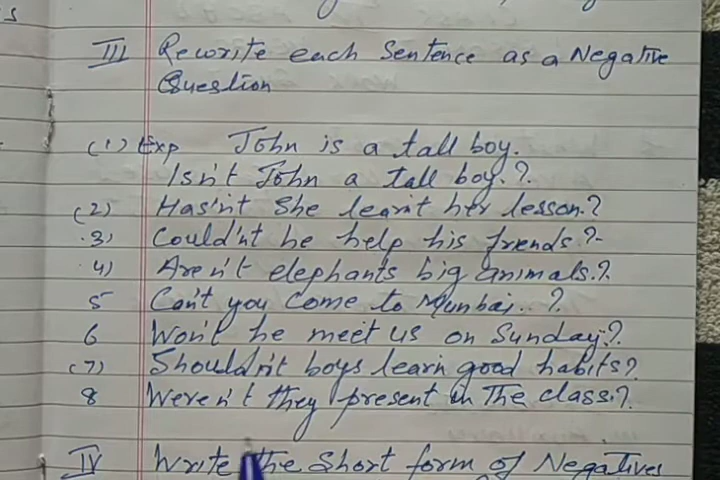 s
III Rewrite each Sentence as a Negative
Question
(1) Exp John is a tall boy.
Isn't John a tall boy.?
(2) Has'nt She learnt her lesson.?
3) Could'nt he help his friends.?
4) Are n't elephants big animals.?
5 Can't you Come to Mumbai..?
6 Won't he meet us on Sunday.?
(7) Should'nt boys learn good habits?
8 Weren't they present in The class.?
IV Write the Short form of Negatives